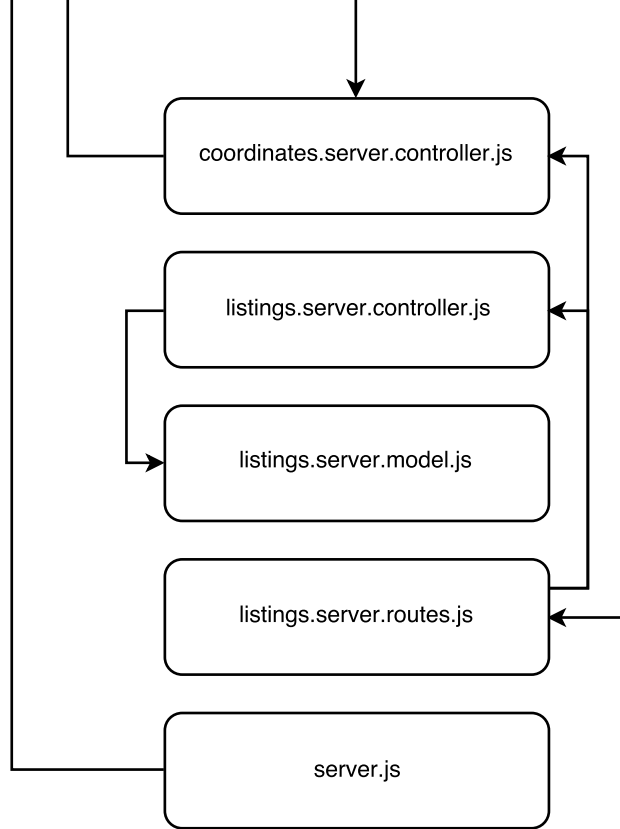 coordinates.server.controller.js
listings.server.controller.js
listings.server.model.js
listings.server.routes.js
server.js